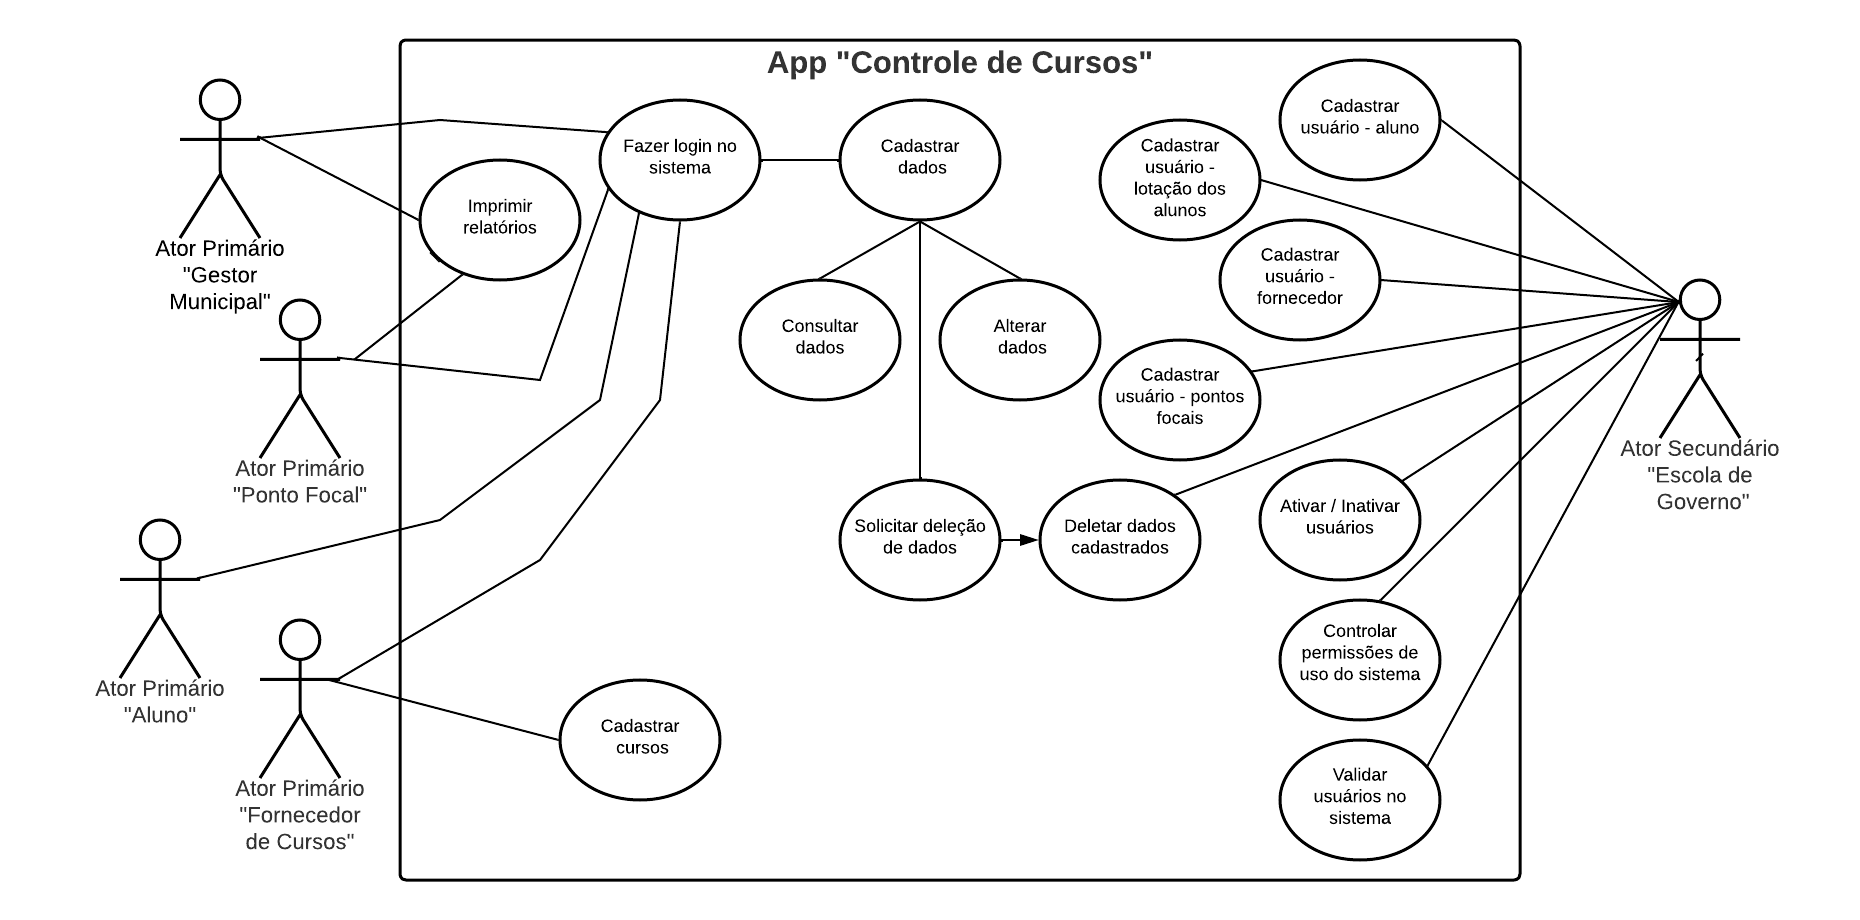 App "Controle de Cursos"
Ator Primário
"Gestor
Municipal"
Ator Primário
"Ponto Focal"
Ator Primário
"Aluno"
Ator Primário
"Fornecedor
de Cursos"
Fazer login no
sistema
Imprimir
relatórios
Cadastrar
dados
Consultar
dados
Alterar
dados
Solicitar deleção
de dados
Deletar dados
cadastrados
Cadastrar
cursos
Cadastrar
usuário - aluno
Cadastrar
usuário -
lotação dos
alunos
Cadastrar
usuário -
fornecedor
Cadastrar
usuário - pontos
focais
Ativar / Inativar
usuários
Controlar
permissões de
uso do sistema
Validar
usuários no
sistema
Ator Secundário
"Escola de
Governo"